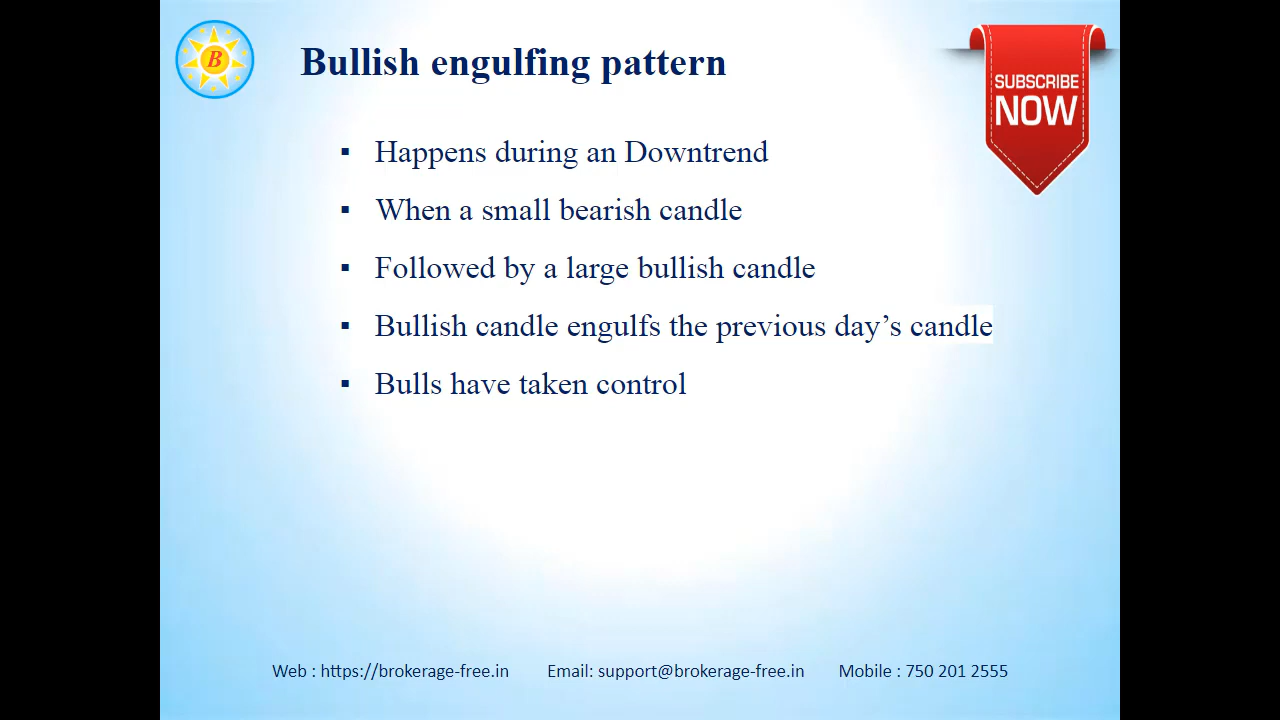 B
Bullish engulfing pattern
SUBSCRIBE
NOW
▪ Happens during an Downtrend
▪ When a small bearish candle
▪ Followed by a large bullish candle
▪ Bullish candle engulfs the previous day’s candle
▪ Bulls have taken control
Web : https://brokerage-free.in Email: support@brokerage-free.in Mobile : 750 201 2555